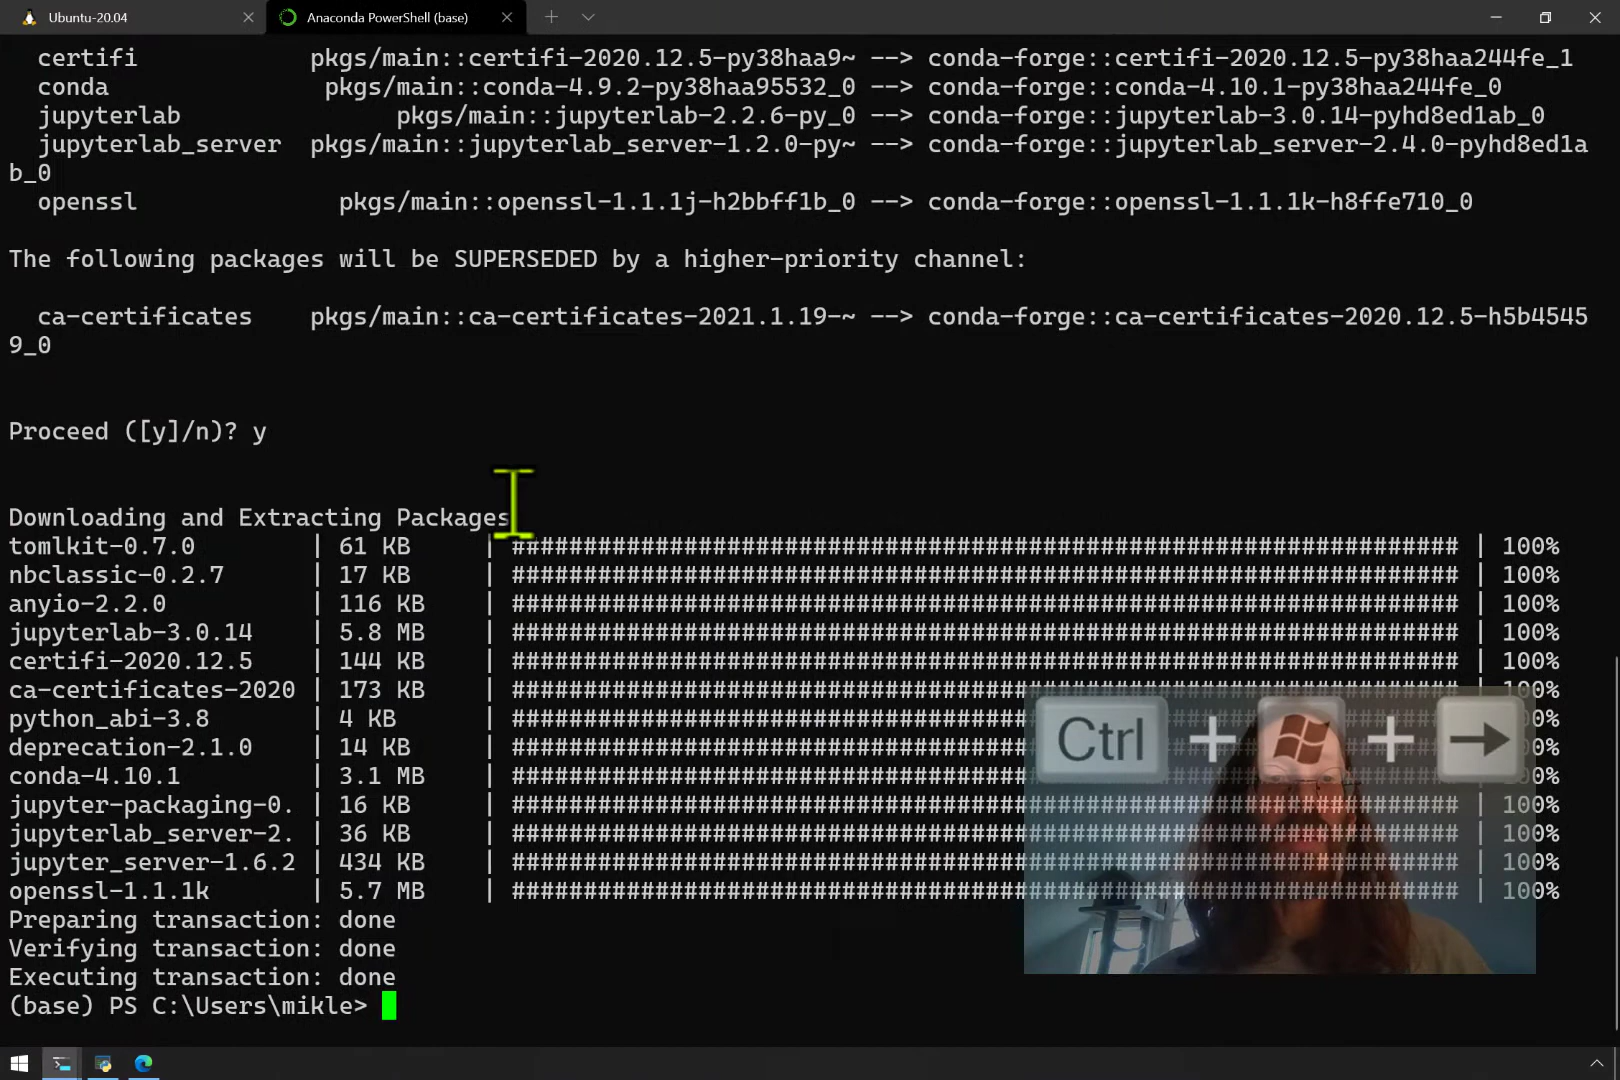 Ubuntu-20.04
Anaconda PowerShell (base)
certifi pkgs/main::certifi-2020.12.5-py38haa9~ --> conda-forge::certifi-2020.12.5-py38haa244fe_1
conda pkgs/main::conda-4.9.2-py38haa95532_0 --> conda-forge::conda-4.10.1-py38haa244fe_0
jupyterlab pkgs/main::jupyterlab-2.2.6-py_0 --> conda-forge::jupyterlab-3.0.14-pyhd8ed1ab_0
jupyterlab_server pkgs/main::jupyterlab_server-1.2.0-py~ --> conda-forge::jupyterlab_server-2.4.0-pyhd8ed1a
b_0
openssl pkgs/main::openssl-1.1.1j-h2bbff1b_0 --> conda-forge::openssl-1.1.1k-h8ffe710_0
The following packages will be SUPERSEDED by a higher-priority channel:
ca-certificates pkgs/main::ca-certificates-2021.1.19-~ --> conda-forge::ca-certificates-2020.12.5-h5b4545
9_0
Proceed ([y]/n)? y
Downloading and Extracting Packages
tomlkit-0.7.0 | 61 KB | ################################################################## | 100%
nbclassic-0.2.7 | 17 KB | ################################################################## | 100%
anyio-2.2.0 | 116 KB | ################################################################## | 100%
jupyterlab-3.0.14 | 5.8 MB | ################################################################## | 100%
certifi-2020.12.5 | 144 KB | ################################################################## | 100%
ca-certificates-2020 | 173 KB | ################################################################## | 100%
python_abi-3.8 | 4 KB | ################################################################## | 100%
deprecation-2.1.0 | 14 KB | ################################################################## | 100%
conda-4.10.1 | 3.1 MB | ################################################################## | 100%
jupyter-packaging-0. | 16 KB | ################################################################## | 100%
jupyterlab_server-2. | 36 KB | ################################################################## | 100%
jupyter_server-1.6.2 | 434 KB | ################################################################## | 100%
openssl-1.1.1k | 5.7 MB | ################################################################## | 100%
Preparing transaction: done
Verifying transaction: done
Executing transaction: done
(base) PS C:\Users\mikle>
Ctrl + + →